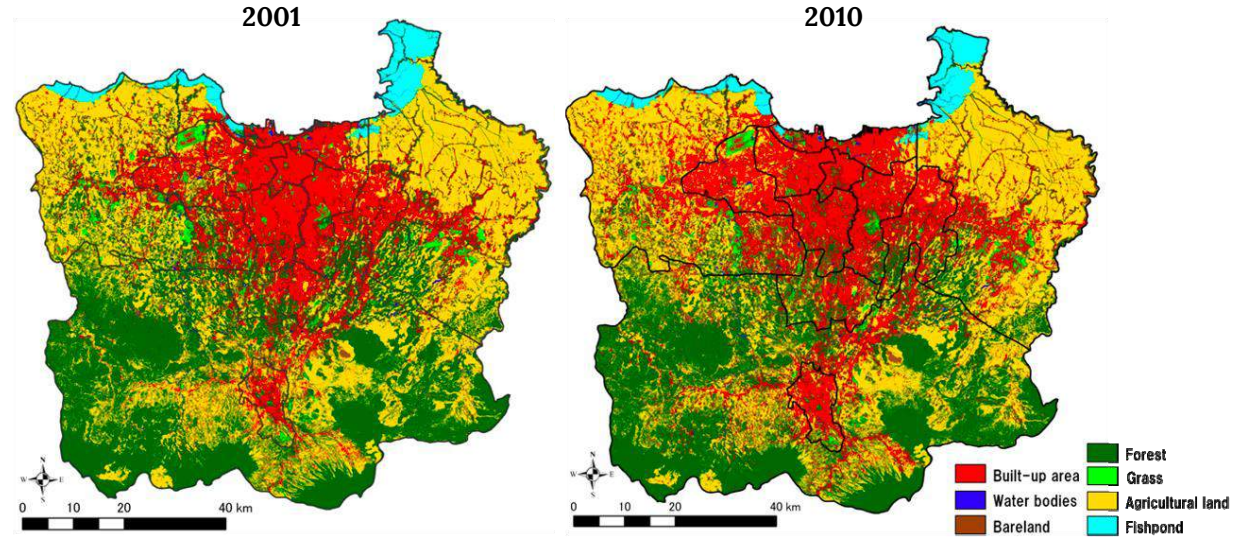 2001
2010
N
W E
S
0 10 20 40 km
N
W E
S
0 10 20 40 km
Built-up area
Water bodies
Bareland
Forest
Grass
Agricultural land
Fishpond